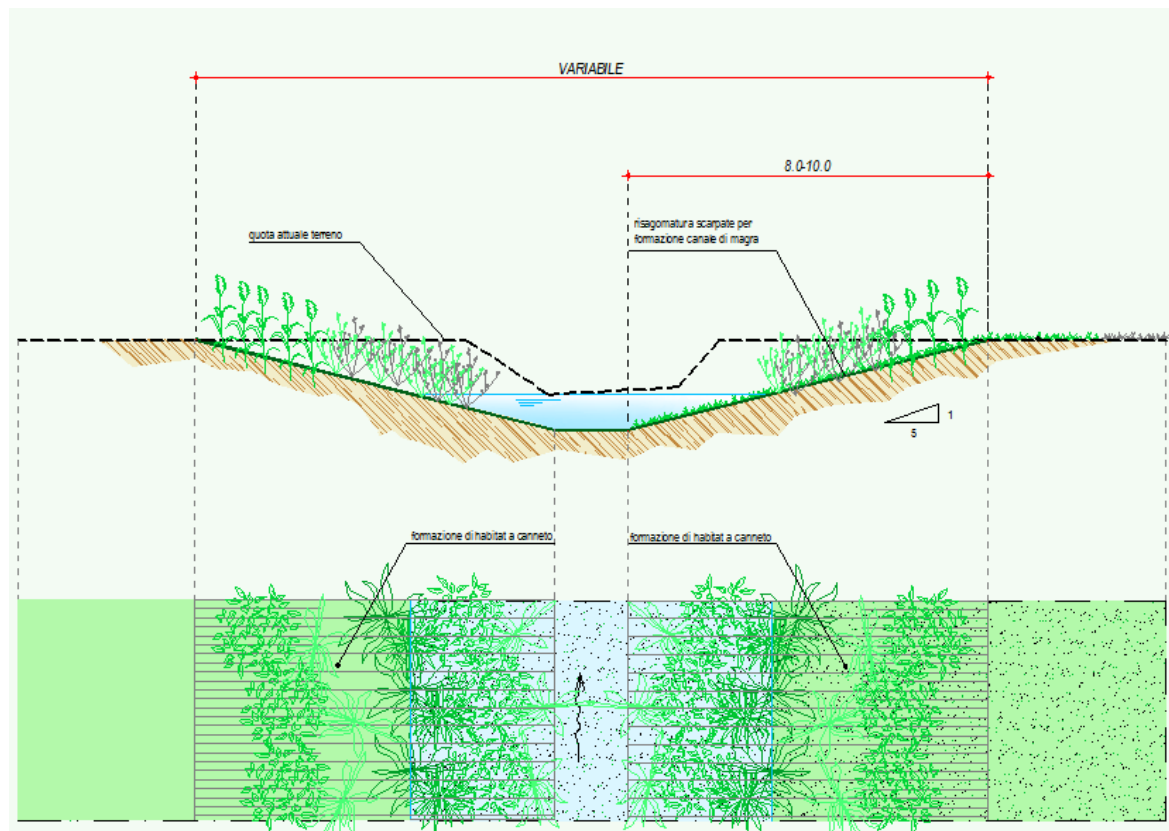 VARIABILE
8.0-10.0
quota attuale terreno
risagomatura scarpate per
formazione canale di magra
1
5
formazione di habitat a canneto
formazione di habitat a canneto